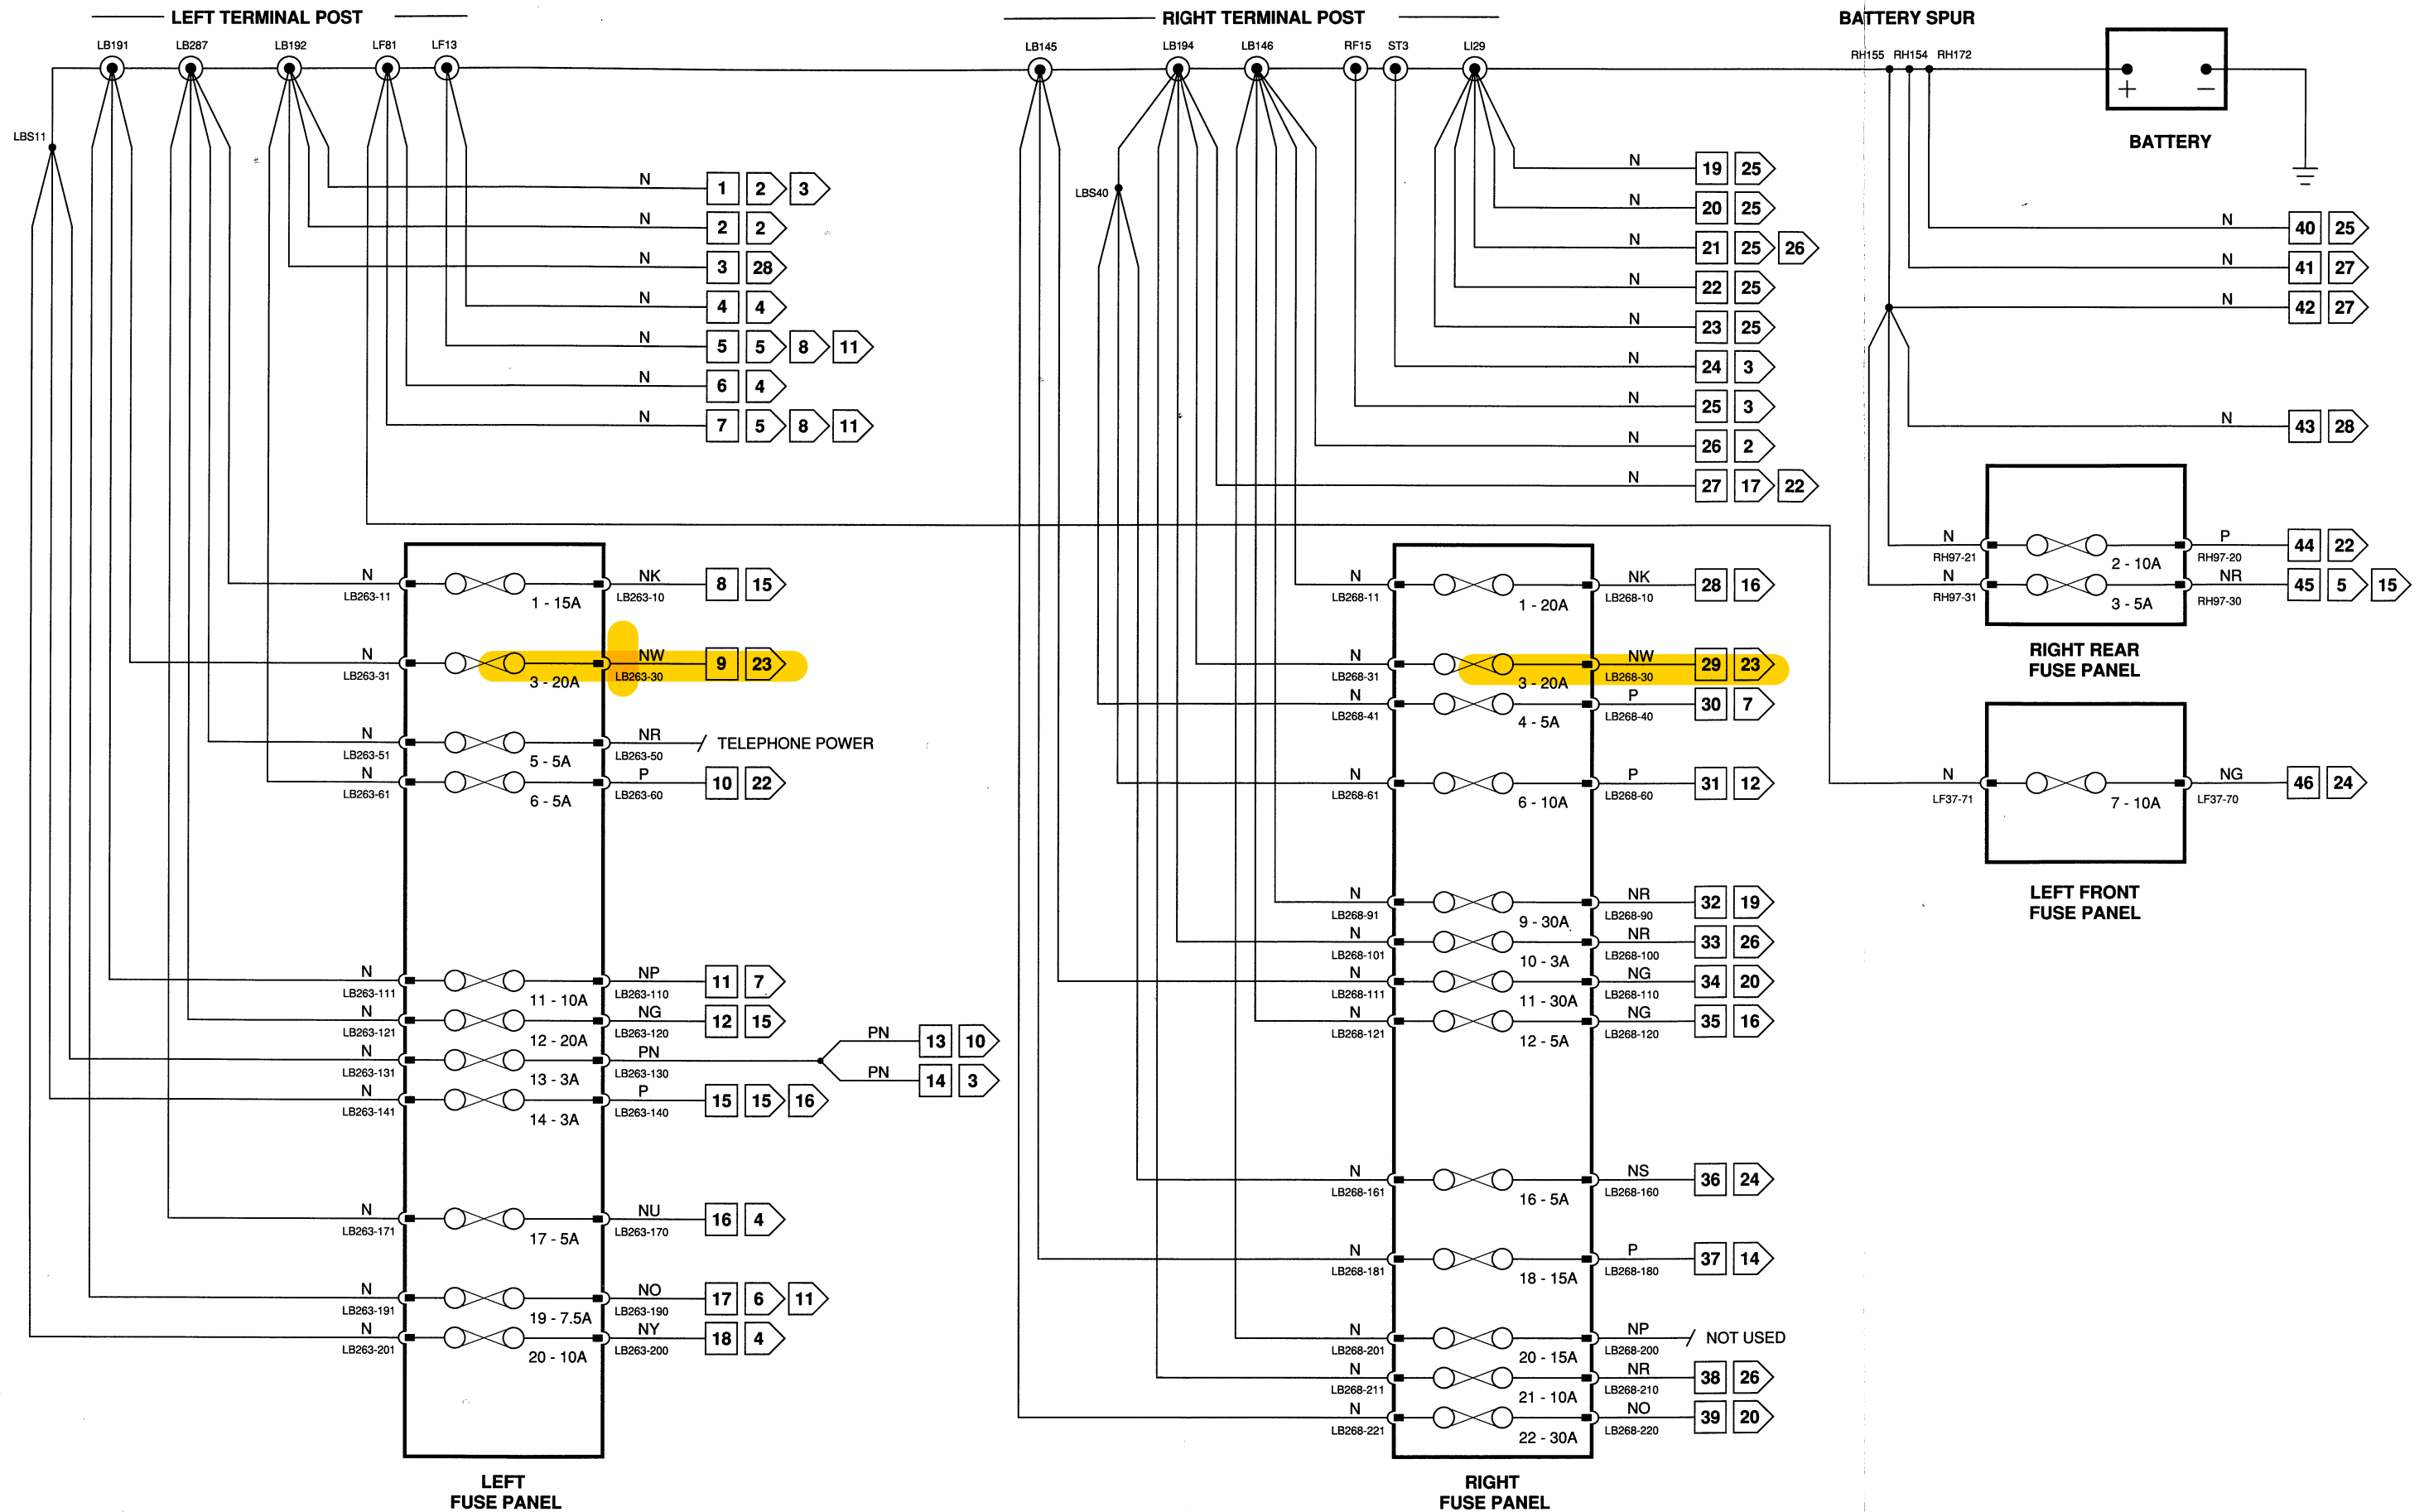 LEFT TERMINAL POST
RIGHT TERMINAL POST
BATTERY SPUR
LB191 LB287 LB192 LF81 LF13
LB145 LB194 LB146 RF15 ST3 LI29
RH155 RH154 RH172
+ −
BATTERY
LBS11
LBS40
N 1 2 3
N 2 2
N 3 28
N 4 4
N 5 5 8 11
N 6 4
N 7 5 8 11
N 19 25
N 20 25
N 21 25 26
N 22 25
N 23 25
N 24 3
N 25 3
N 26 2
N 27 17 22
N 40 25
N 41 27
N 42 27
N 43 28
N NK 8 15
LB263-11 1 - 15A LB263-10
N NW 9 23
LB263-31 3 - 20A LB263-30
N NR TELEPHONE POWER
LB263-51 5 - 5A LB263-50
N P 10 22
LB263-61 6 - 5A LB263-60
N NP 11 7
LB263-111 11 - 10A LB263-110
N NG 12 15
LB263-121 12 - 20A LB263-120
N PN PN 13 10
LB263-131 13 - 3A LB263-130 PN 14 3
N P 15 15 16
LB263-141 14 - 3A LB263-140
N NU 16 4
LB263-171 17 - 5A LB263-170
N NO 17 6 11
LB263-191 19 - 7.5A LB263-190
N NY 18 4
LB263-201 20 - 10A LB263-200
LEFT
FUSE PANEL
N NK 28 16
LB268-11 1 - 20A LB268-10
N NW 29 23
LB268-31 3 - 20A LB268-30
N P 30 7
LB268-41 4 - 5A LB268-40
N P 31 12
LB268-61 6 - 10A LB268-60
N NR 32 19
LB268-91 9 - 30A LB268-90
N NR 33 26
LB268-101 10 - 3A LB268-100
N NG 34 20
LB268-111 11 - 30A LB268-110
N NG 35 16
LB268-121 12 - 5A LB268-120
N NS 36 24
LB268-161 16 - 5A LB268-160
N P 37 14
LB268-181 18 - 15A LB268-180
N NP NOT USED
LB268-201 20 - 15A LB268-200
N NR 38 26
LB268-211 21 - 10A LB268-210
N NO 39 20
LB268-221 22 - 30A LB268-220
RIGHT
FUSE PANEL
N P 44 22
RH97-21 2 - 10A RH97-20
N NR 45 5 15
RH97-31 3 - 5A RH97-30
RIGHT REAR
FUSE PANEL
N NG 46 24
LF37-71 7 - 10A LF37-70
LEFT FRONT
FUSE PANEL